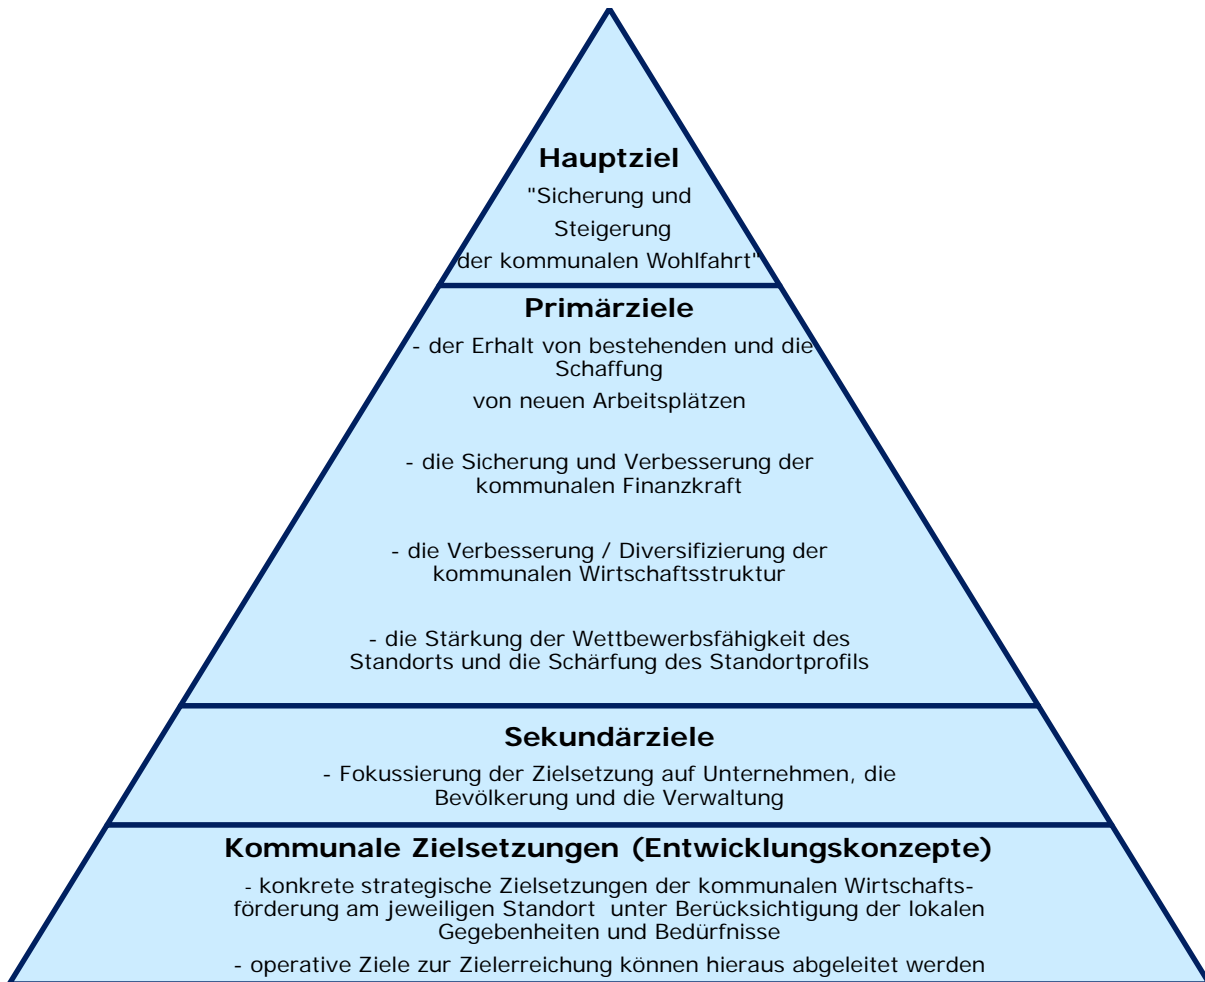 Hauptziel
"Sicherung und
Steigerung
der kommunalen Wohlfahrt"
Primärziele
- der Erhalt von bestehenden und die
Schaffung
von neuen Arbeitsplätzen
- die Sicherung und Verbesserung der
kommunalen Finanzkraft
- die Verbesserung / Diversifizierung der
kommunalen Wirtschaftsstruktur
- die Stärkung der Wettbewerbsfähigkeit des
Standorts und die Schärfung des Standortprofils
Sekundärziele
- Fokussierung der Zielsetzung auf Unternehmen, die
Bevölkerung und die Verwaltung
Kommunale Zielsetzungen (Entwicklungskonzepte)
- konkrete strategische Zielsetzungen der kommunalen Wirtschafts-
förderung am jeweiligen Standort unter Berücksichtigung der lokalen
Gegebenheiten und Bedürfnisse
- operative Ziele zur Zielerreichung können hieraus abgeleitet werden